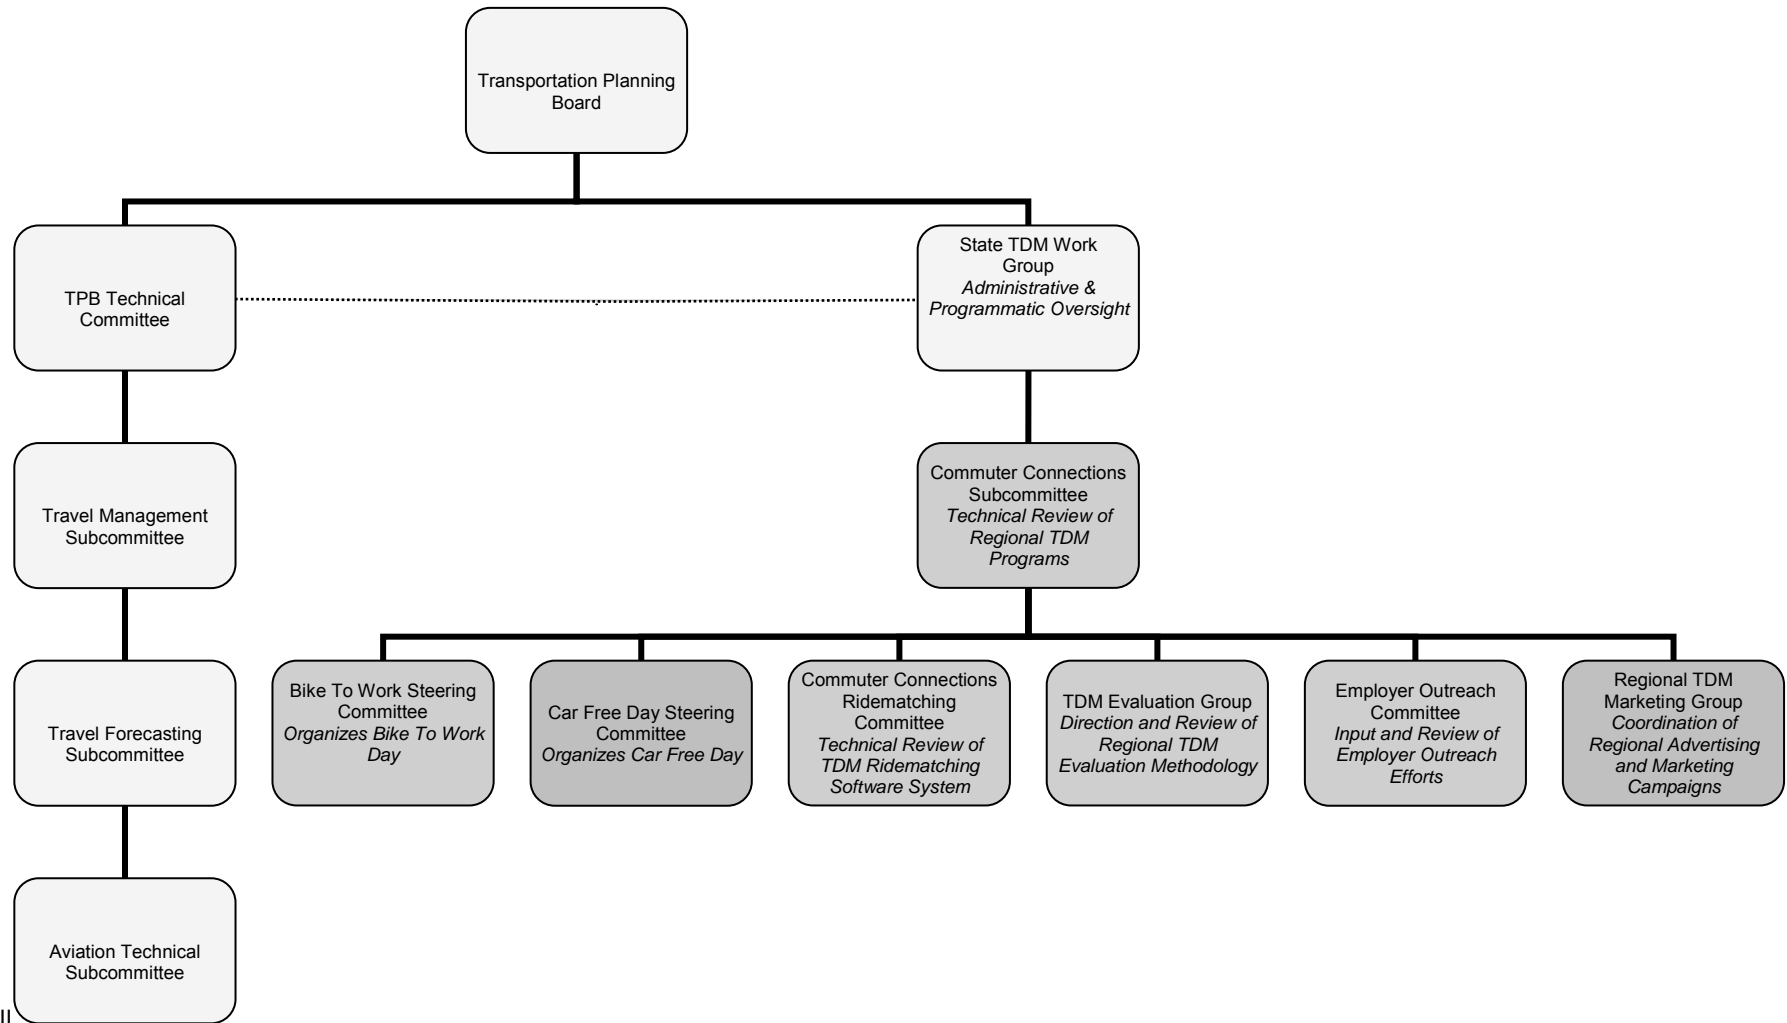 Transportation Planning
Board
TPB Technical
Committee
State TDM Work
Group
Administrative &
Programmatic Oversight
Travel Management
Subcommittee
Commuter Connections
Subcommittee
Technical Review of
Regional TDM
Programs
Travel Forecasting
Subcommittee
Bike To Work Steering
Committee
Organizes Bike To Work
Day
Car Free Day Steering
Committee
Organizes Car Free Day
Commuter Connections
Ridematching
Committee
Technical Review of
TDM Ridematching
Software System
TDM Evaluation Group
Direction and Review of
Regional TDM
Evaluation Methodology
Employer Outreach
Committee
Input and Review of
Employer Outreach
Efforts
Regional TDM
Marketing Group
Coordination of
Regional Advertising
and Marketing
Campaigns
Aviation Technical
Subcommittee
ll